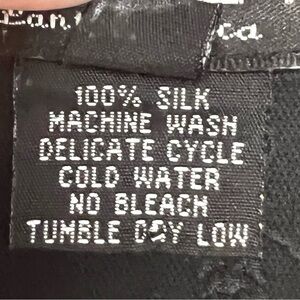 100% SILK
MACHINE WASH
DELICATE CYCLE
COLD WATER
NO BLEACH
TUMBLE DRY LOW